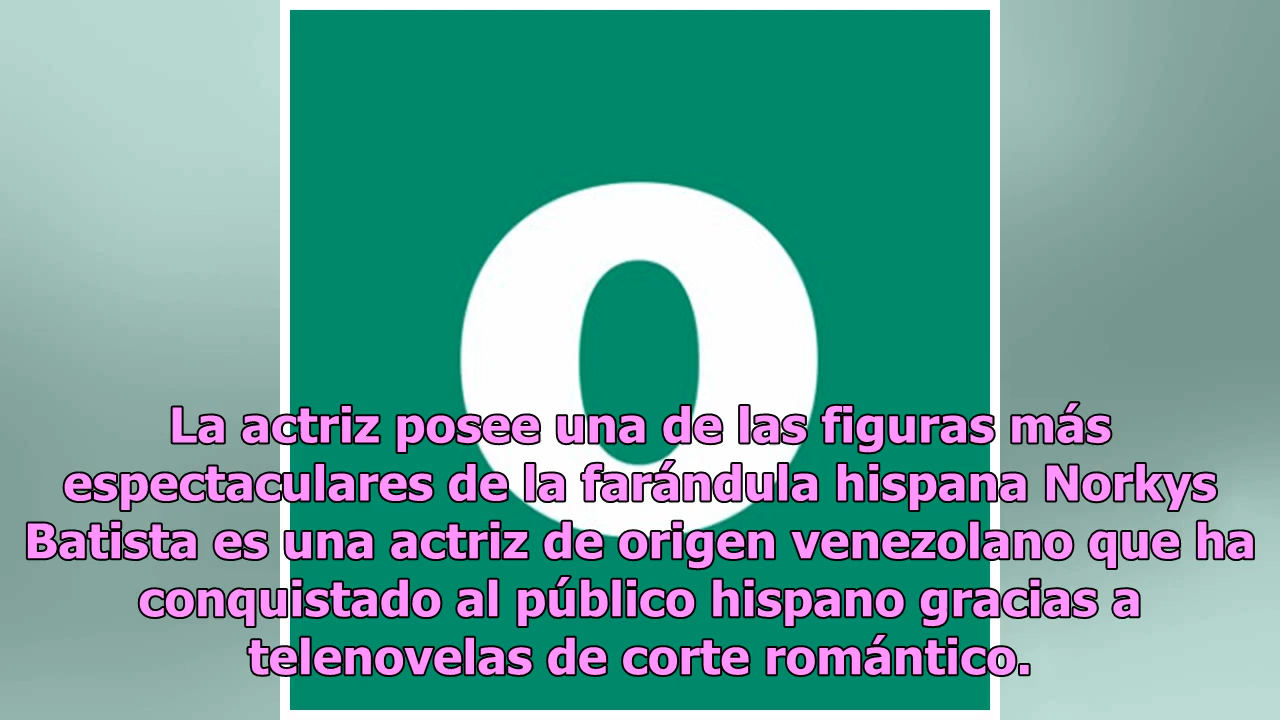 o
La actriz posee una de las figuras más
espectaculares de la farándula hispana Norkys
Batista es una actriz de origen venezolano que ha
conquistado al público hispano gracias a
telenovelas de corte romántico.